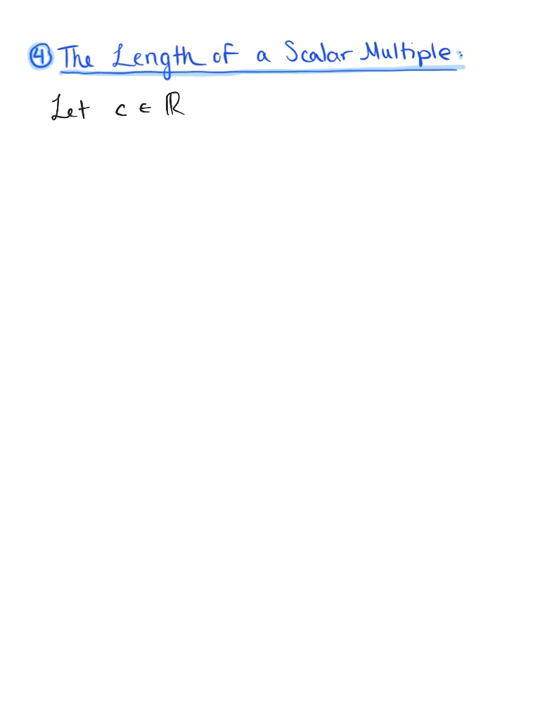 ④ The Length of a Scalar Multiple:
Let c ∈ ℝ